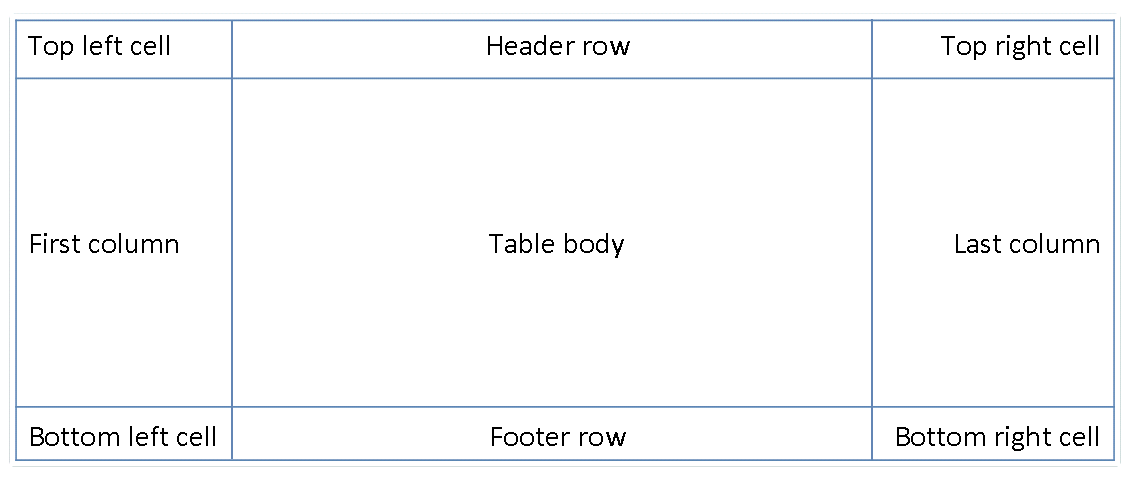 Top left cell
Header row
Top right cell
First column
Table body
Last column
Bottom left cell
Footer row
Bottom right cell